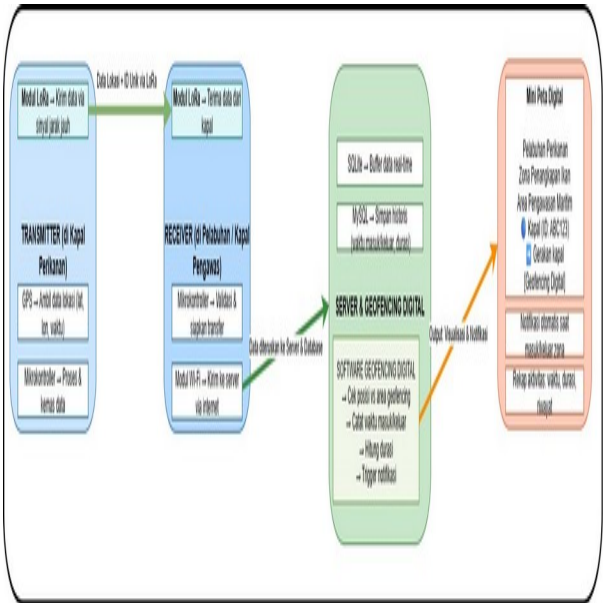 Modul LoRa → Kirim data via
sinyal jarak jauh
TRANSMITTER (di Kapal
Perikanan)
GPS → Ambil data lokasi (lat,
lon, waktu)
Mikrokontroler → Proses &
kemas data
Data Lokasi + ID Unik via LoRa
Modul LoRa → Terima data dari
kapal
RECEIVER (di Pelabuhan / Kapal
Pengawas)
Mikrokontroler → Validasi &
siapkan transfer
Modul Wi-Fi → Kirim ke server
via internet
Data diteruskan ke Server & Database
SQLite → Buffer data real-time
MySQL → Simpan historis
(waktu masuk/keluar, durasi)
SERVER & GEOFENCING DIGITAL
SOFTWARE GEOFENCING DIGITAL
→ Cek posisi vs area geofencing
→ Catat waktu masuk/keluar
→ Hitung durasi
→ Trigger notifikasi
Output: Visualisasi & Notifikasi
Mini Peta Digital
Pelabuhan Perikanan
Zona Penangkapan Ikan
Area Pengawasan Maritim
Kapal (ID: ABC123)
Gerakan kapal
(Geofencing Digital)
Notifikasi otomatis saat
masuk/keluar zona
Rekap aktivitas: waktu, durasi,
riwayat